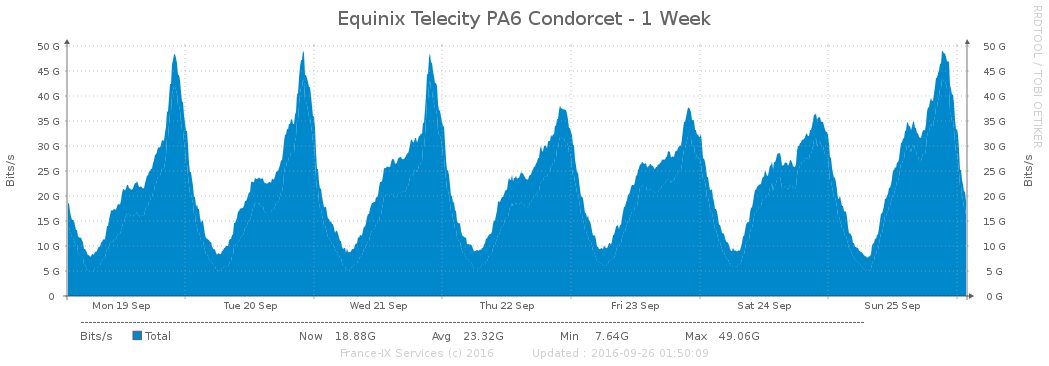 Equinix Telecity PA6 Condorcet - 1 Week
RRDTOOL / TOBI OETIKER
Bits/s
50 G 50 G
45 G 45 G
40 G 40 G
35 G 35 G
30 G 30 G
25 G 25 G
20 G 20 G
15 G 15 G
10 G 10 G
5 G 5 G
0 0 G
Bits/s
Mon 19 Sep Tue 20 Sep Wed 21 Sep Thu 22 Sep Fri 23 Sep Sat 24 Sep Sun 25 Sep
Bits/s Total Now 18.88G Avg 23.32G Min 7.64G Max 49.06G
France-IX Services (c) 2016 Updated : 2016-09-26 01:50:09